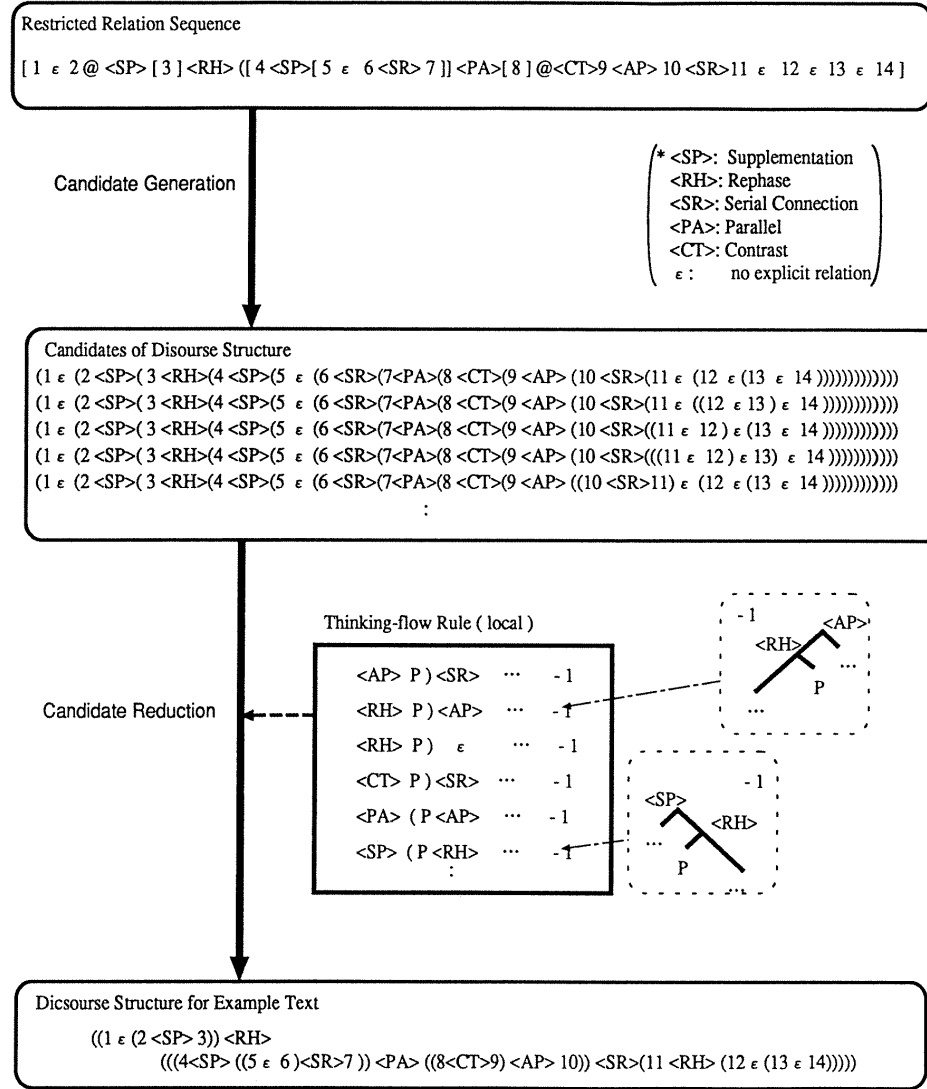 Restricted Relation Sequence
[ 1 ε 2 @ <SP> [ 3 ] <RH> ([ 4 <SP>[ 5 ε 6 <SR> 7 ]] <PA>[ 8 ] @<CT>9 <AP> 10 <SR>11 ε 12 ε 13 ε 14 ]
Candidate Generation
* <SP>: Supplementation
<RH>: Rephase
<SR>: Serial Connection
<PA>: Parallel
<CT>: Contrast
ε : no explicit relation
Candidates of Disourse Structure
(1 ε (2 <SP>( 3 <RH>(4 <SP>(5 ε (6 <SR>(7<PA>(8 <CT>(9 <AP> (10 <SR>(11 ε (12 ε (13 ε 14 )))))))))))))
(1 ε (2 <SP>( 3 <RH>(4 <SP>(5 ε (6 <SR>(7<PA>(8 <CT>(9 <AP> (10 <SR>(11 ε ((12 ε 13 ) ε 14 ))))))))))))
(1 ε (2 <SP>( 3 <RH>(4 <SP>(5 ε (6 <SR>(7<PA>(8 <CT>(9 <AP> (10 <SR>((11 ε 12 ) ε (13 ε 14 ))))))))))))
(1 ε (2 <SP>( 3 <RH>(4 <SP>(5 ε (6 <SR>(7<PA>(8 <CT>(9 <AP> (10 <SR>(((11 ε 12 ) ε 13) ε 14 )))))))))))
(1 ε (2 <SP>( 3 <RH>(4 <SP>(5 ε (6 <SR>(7<PA>(8 <CT>(9 <AP> ((10 <SR>11) ε (12 ε (13 ε 14 ))))))))))))
:
Candidate Reduction
Thinking-flow Rule ( local )
<AP> P ) <SR> ... - 1
<RH> P ) <AP> ... - 1
<RH> P ) ε ... - 1
<CT> P ) <SR> ... - 1
<PA> ( P <AP> ... - 1
<SP> ( P <RH> ... - 1
:
- 1
<AP>
<RH>
...
P
...
- 1
<SP>
<RH>
...
P
...
Dicsourse Structure for Example Text
((1 ε (2 <SP> 3)) <RH>
(((4<SP> ((5 ε 6 )<SR>7 )) <PA> ((8<CT>9) <AP> 10)) <SR>(11 <RH> (12 ε (13 ε 14)))))